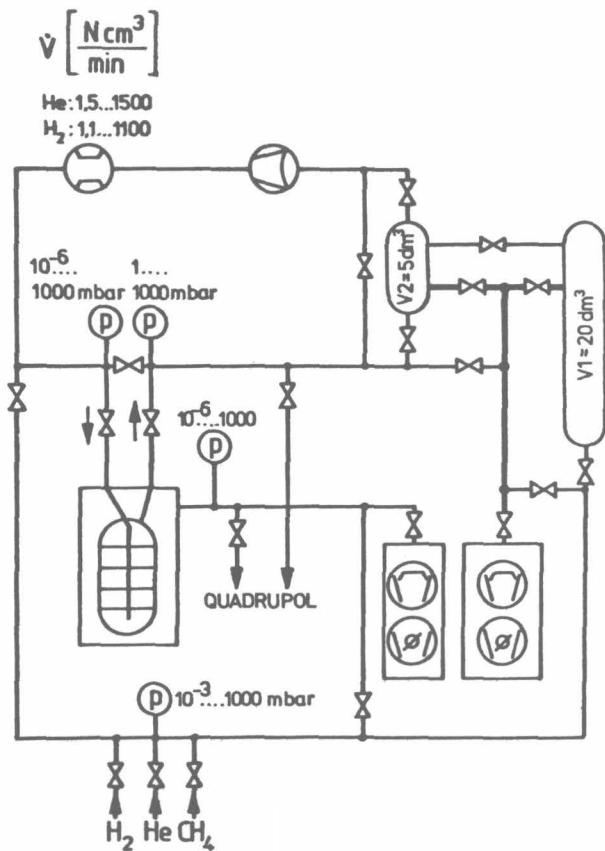 V̇ [Ncm³/min]
He: 1,5...1500
H₂: 1,1...1100
10⁻⁶....
1000 mbar
1....
1000 mbar
P
P
V2=5dm³
V1=20 dm³
10⁻⁶....1000
P
QUADRUPOL
P
10⁻³....1000 mbar
H₂
He
CH₄